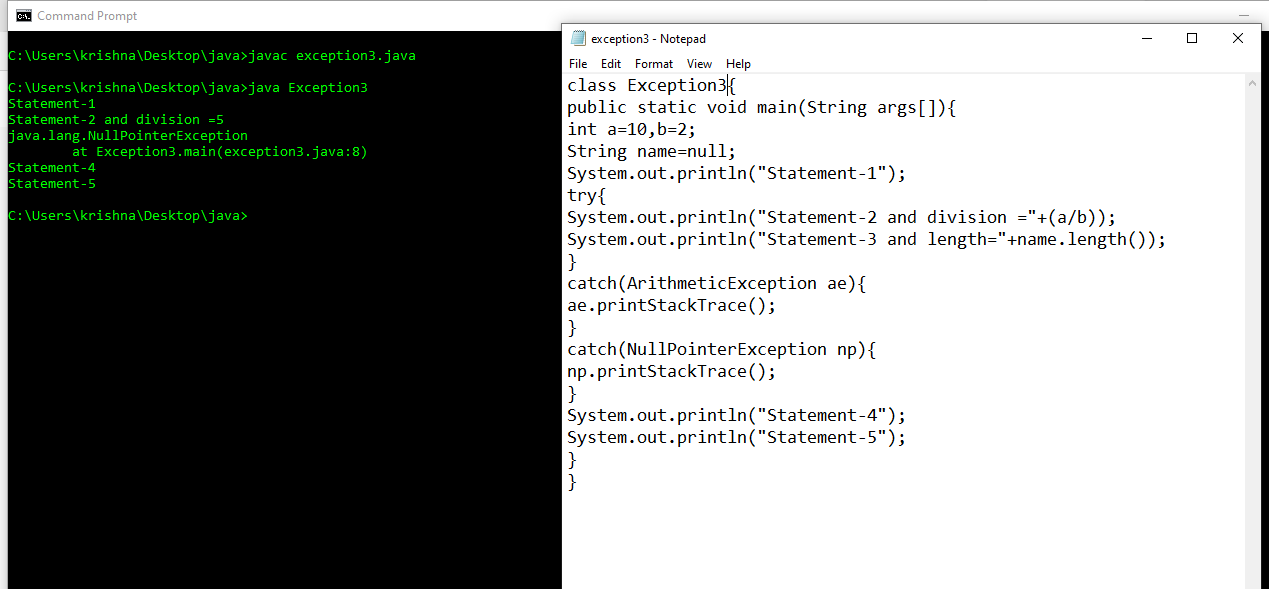 Command Prompt
C:\Users\krishna\Desktop\java>javac exception3.java
C:\Users\krishna\Desktop\java>java Exception3
Statement-1
Statement-2 and division =5
java.lang.NullPointerException
        at Exception3.main(exception3.java:8)
Statement-4
Statement-5
C:\Users\krishna\Desktop\java>
exception3 - Notepad
File Edit Format View Help
class Exception3{
public static void main(String args[]){
int a=10,b=2;
String name=null;
System.out.println("Statement-1");
try{
System.out.println("Statement-2 and division ="+(a/b));
System.out.println("Statement-3 and length="+name.length());
}
catch(ArithmeticException ae){
ae.printStackTrace();
}
catch(NullPointerException np){
np.printStackTrace();
}
System.out.println("Statement-4");
System.out.println("Statement-5");
}
}